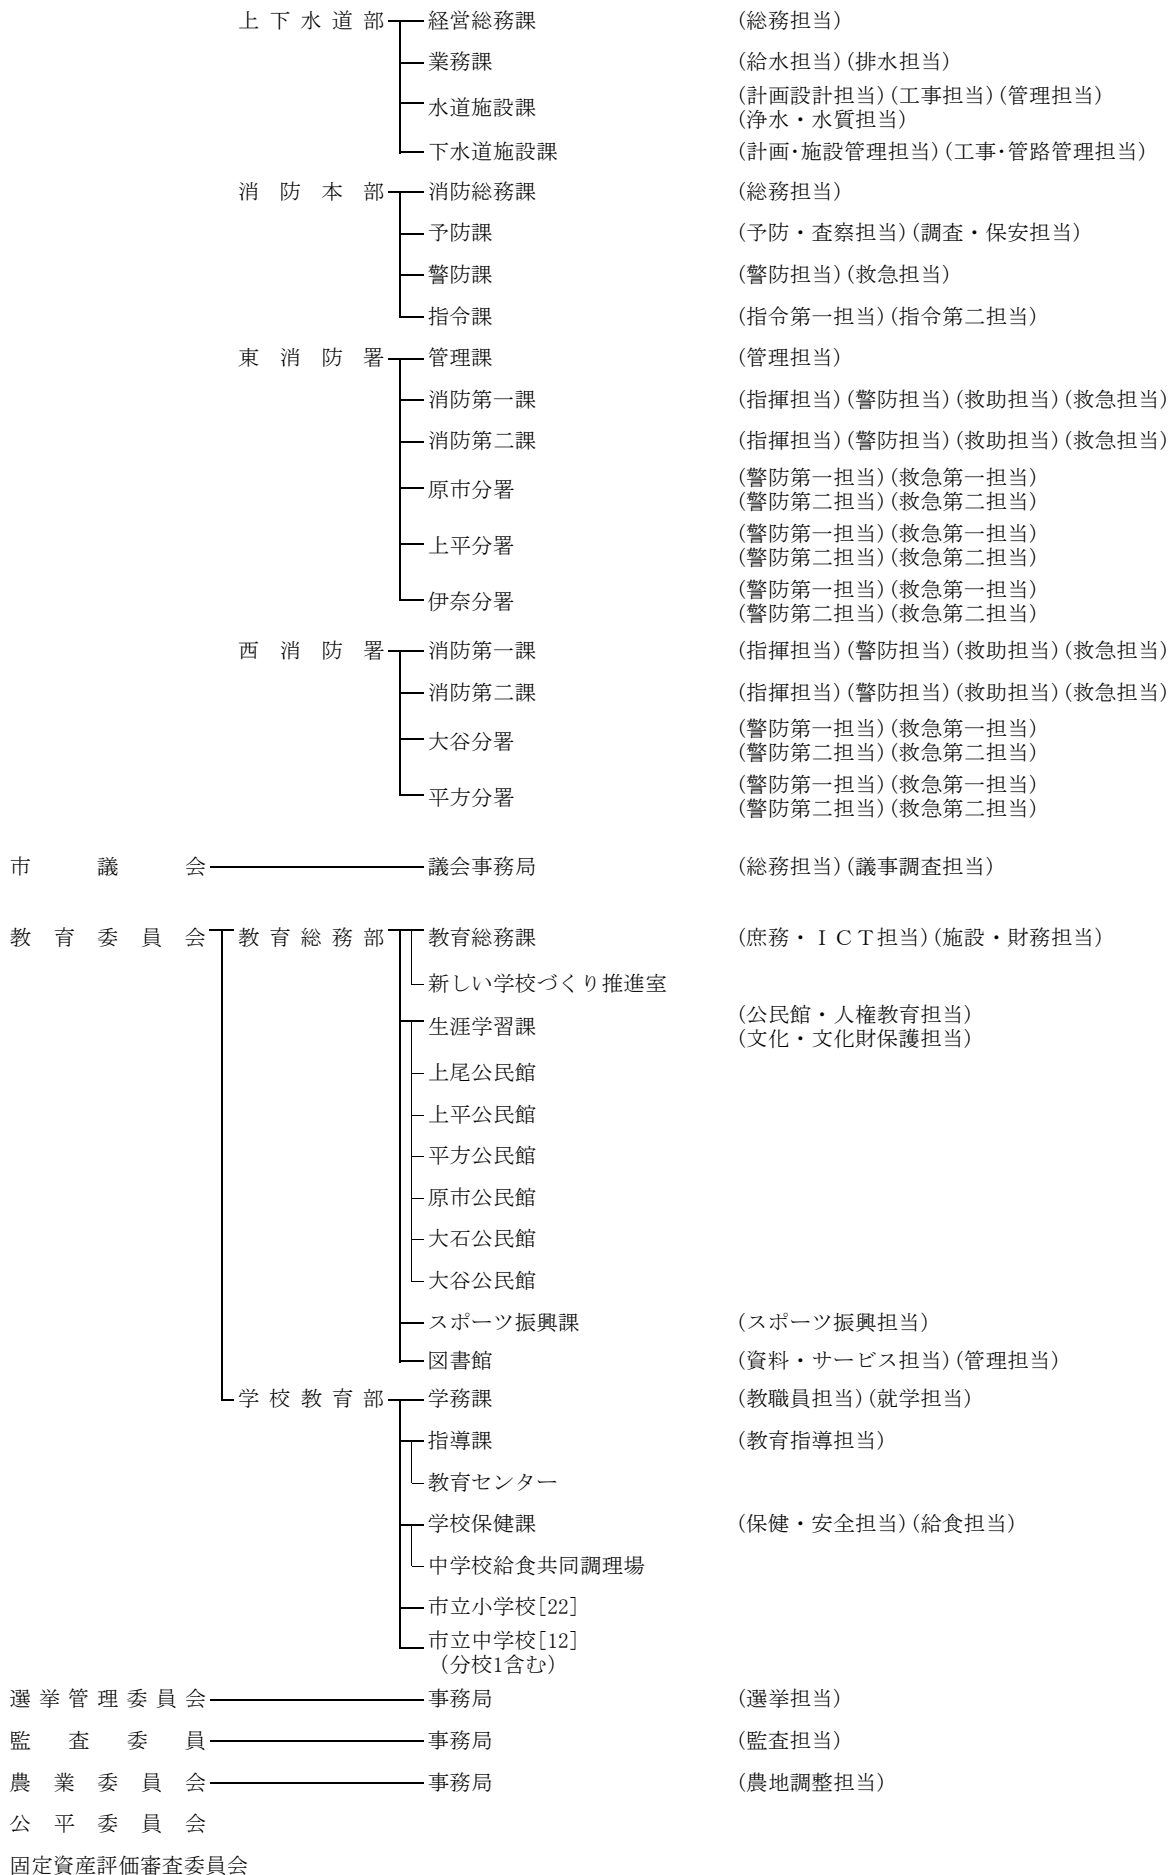 上下水道部 経営総務課 (総務担当)
業務課 (給水担当)(排水担当)
水道施設課 (計画設計担当)(工事担当)(管理担当)
(浄水・水質担当)
下水道施設課 (計画・施設管理担当)(工事・管路管理担当)
消防本部 消防総務課 (総務担当)
予防課 (予防・査察担当)(調査・保安担当)
警防課 (警防担当)(救急担当)
指令課 (指令第一担当)(指令第二担当)
東消防署 管理課 (管理担当)
消防第一課 (指揮担当)(警防担当)(救助担当)(救急担当)
消防第二課 (指揮担当)(警防担当)(救助担当)(救急担当)
原市分署 (警防第一担当)(救急第一担当)
(警防第二担当)(救急第二担当)
上平分署 (警防第一担当)(救急第一担当)
(警防第二担当)(救急第二担当)
伊奈分署 (警防第一担当)(救急第一担当)
(警防第二担当)(救急第二担当)
西消防署 消防第一課 (指揮担当)(警防担当)(救助担当)(救急担当)
消防第二課 (指揮担当)(警防担当)(救助担当)(救急担当)
大谷分署 (警防第一担当)(救急第一担当)
(警防第二担当)(救急第二担当)
平方分署 (警防第一担当)(救急第一担当)
(警防第二担当)(救急第二担当)
市議会 議会事務局 (総務担当)(議事調査担当)
教育委員会 教育総務部 教育総務課 (庶務・ICT担当)(施設・財務担当)
新しい学校づくり推進室
生涯学習課 (公民館・人権教育担当)
(文化・文化財保護担当)
上尾公民館
上平公民館
平方公民館
原市公民館
大石公民館
大谷公民館
スポーツ振興課 (スポーツ振興担当)
図書館 (資料・サービス担当)(管理担当)
学校教育部 学務課 (教職員担当)(就学担当)
指導課 (教育指導担当)
教育センター
学校保健課 (保健・安全担当)(給食担当)
中学校給食共同調理場
市立小学校[22]
市立中学校[12]
(分校1含む)
選挙管理委員会 事務局 (選挙担当)
監査委員 事務局 (監査担当)
農業委員会 事務局 (農地調整担当)
公平委員会
固定資産評価審査委員会